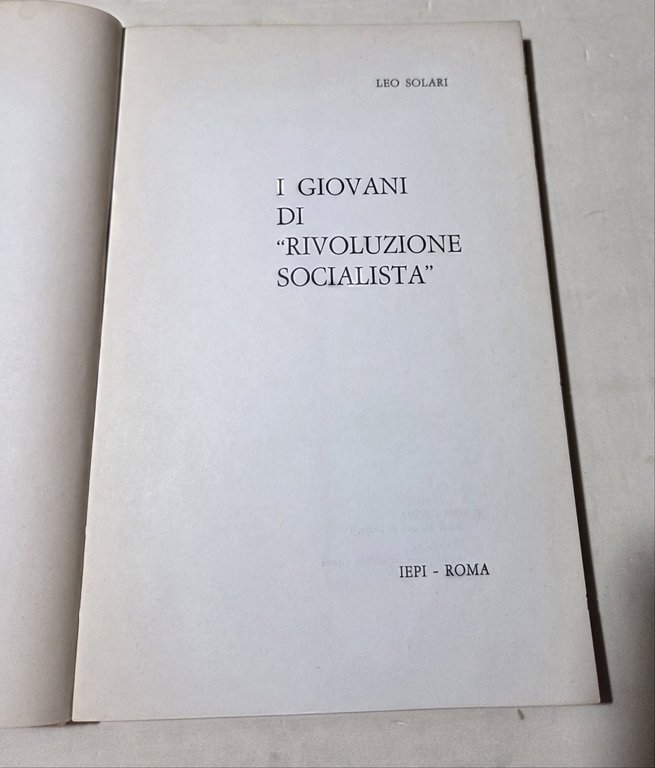 LEO SOLARI
I GIOVANI
DI
“RIVOLUZIONE
SOCIALISTA”
IEPI - ROMA